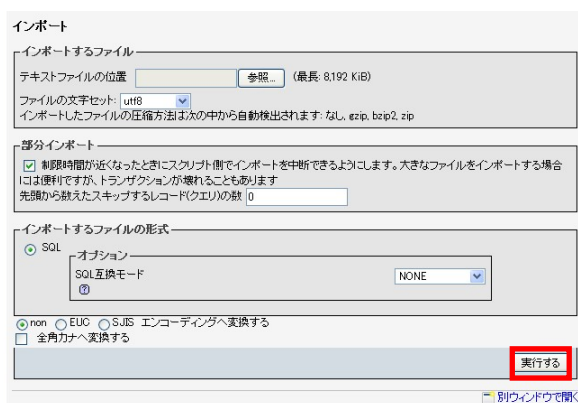 インポート
インポートするファイル
テキストファイルの位置 参照... (最長: 8,192 KiB)
ファイルの文字セット: utf8
インポートしたファイルの圧縮方法は次の中から自動検出されます: なし, gzip, bzip2, zip
部分インポート
制限時間が近くなったときにスクリプト側でインポートを中断できるようにします。大きなファイルをインポートする場合
には便利ですが、トランザクションが壊れることもあります
先頭から数えたスキップするレコード(クエリ)の数 0
インポートするファイルの形式
SQL
オプション
SQL互換モード NONE
non EUC SJIS エンコーディングへ変換する
全角カナへ変換する
実行する
別ウィンドウで開く